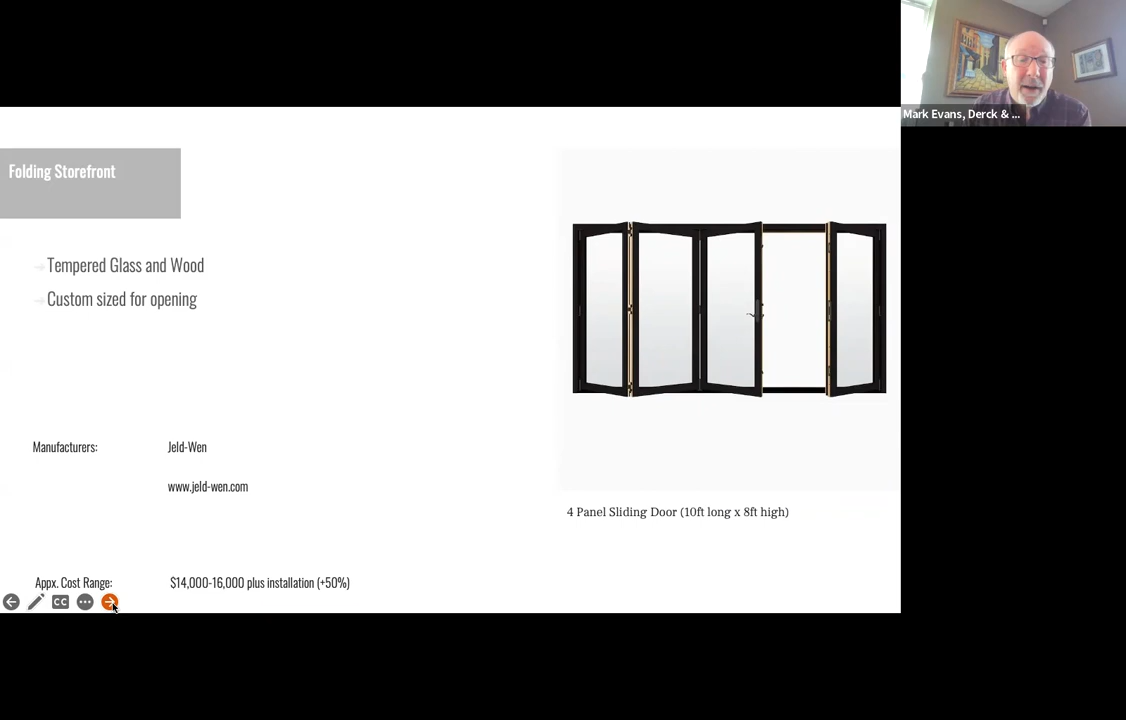 Mark Evans, Derck & ...
Folding Storefront
Tempered Glass and Wood
Custom sized for opening
Manufacturers: Jeld-Wen
www.jeld-wen.com
4 Panel Sliding Door (10ft long x 8ft high)
Appx. Cost Range: $14,000-16,000 plus installation (+50%)
CC